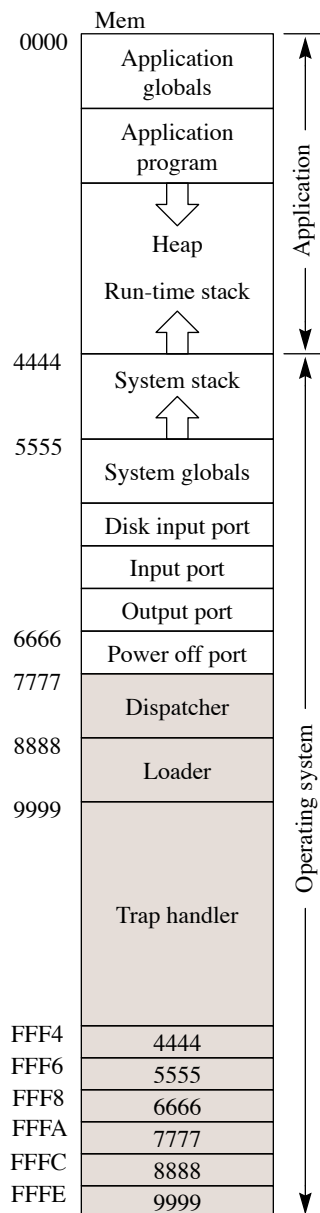 Mem
0000
Application
globals
Application
program
Heap
Run-time stack
Application
4444
System stack
5555
System globals
Disk input port
Input port
Output port
6666
Power off port
7777
Dispatcher
8888
Loader
9999
Trap handler
Operating system
FFF4
4444
FFF6
5555
FFF8
6666
FFFA
7777
FFFC
8888
FFFE
9999